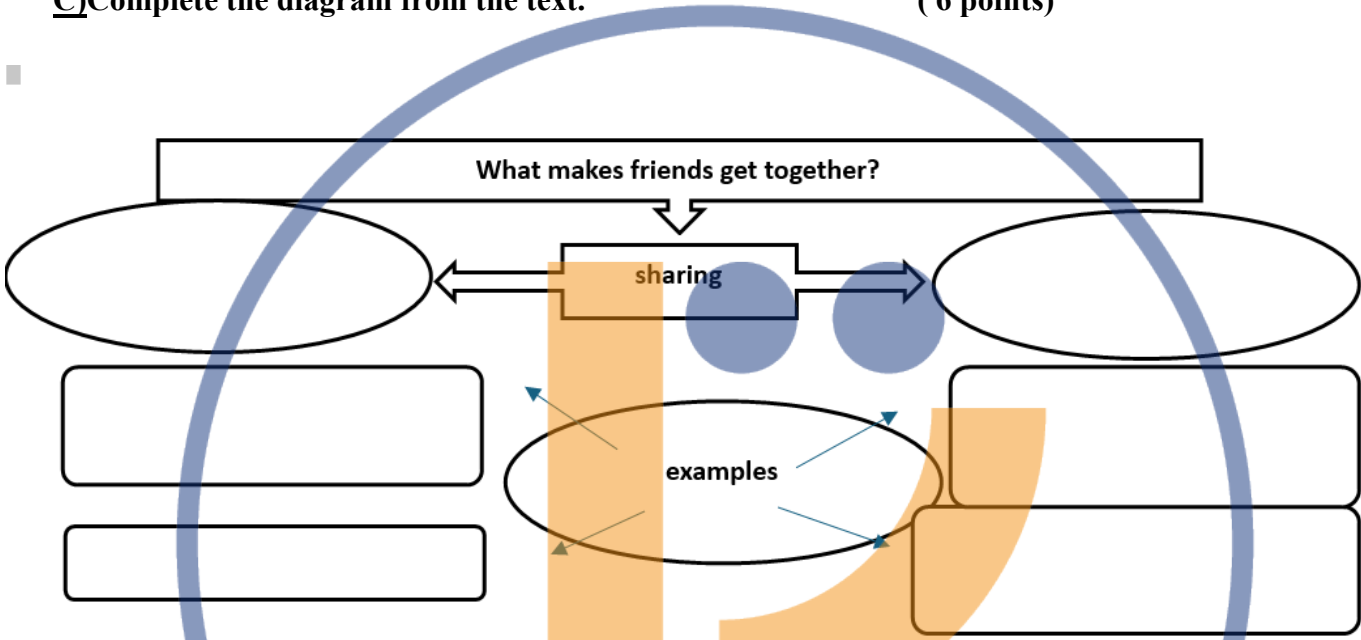 C)Complete the diagram from the text. ( 6 points)
What makes friends get together?
sharing
examples